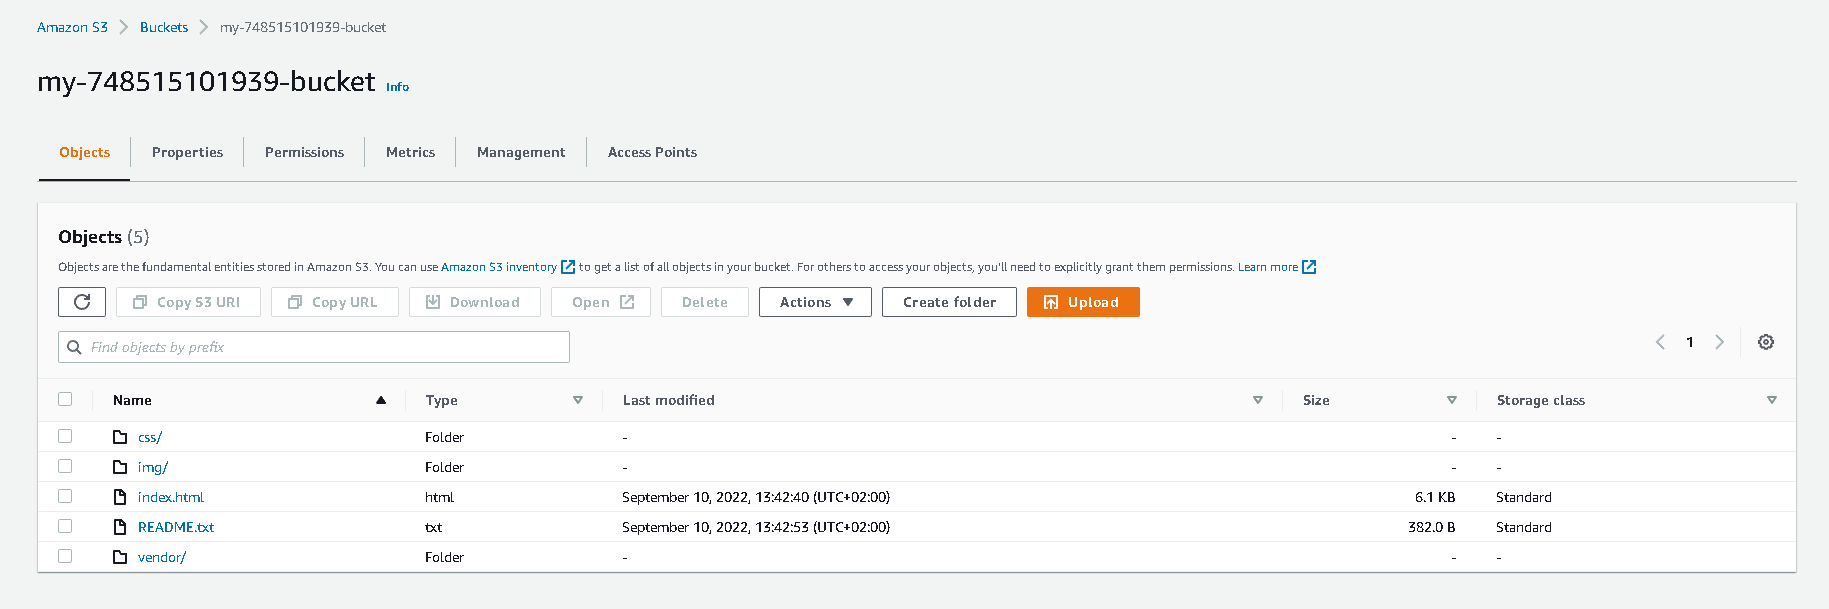 Amazon S3 > Buckets > my-748515101939-bucket
my-748515101939-bucket Info
Objects Properties Permissions Metrics Management Access Points
Objects (5)
Objects are the fundamental entities stored in Amazon S3. You can use Amazon S3 inventory to get a list of all objects in your bucket. For others to access your objects, you'll need to explicitly grant them permissions. Learn more
Copy S3 URI Copy URL Download Open Delete Actions Create folder Upload
Find objects by prefix
1
Name Type Last modified Size Storage class
css/ Folder - - -
img/ Folder - - -
index.html html September 10, 2022, 13:42:40 (UTC+02:00) 6.1 KB Standard
README.txt txt September 10, 2022, 13:42:53 (UTC+02:00) 382.0 B Standard
vendor/ Folder - - -